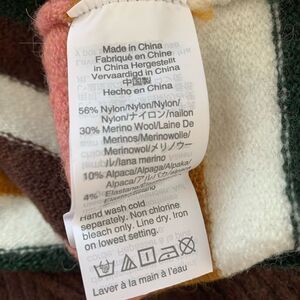 Made in China
Fabriqué en Chine
in China Hergestellt
Vervaardigd in China
中国製
Hecho en China
56% Nylon/Nylon/Nylon/
Nylon/ナイロン/nailon
30% Merino Wool/Laine De
Merinos/Merinowolle/
Merinowol/メリノウー
ル/lana merino
10% Alpaca/Alpaga/Alpaka/
Alpaca/アルパカ/alpaca
4%
Hand wash cold
separately. Non chlorine
bleach only. Line dry. Iron
on lowest setting.
Laver à la main à l'eau